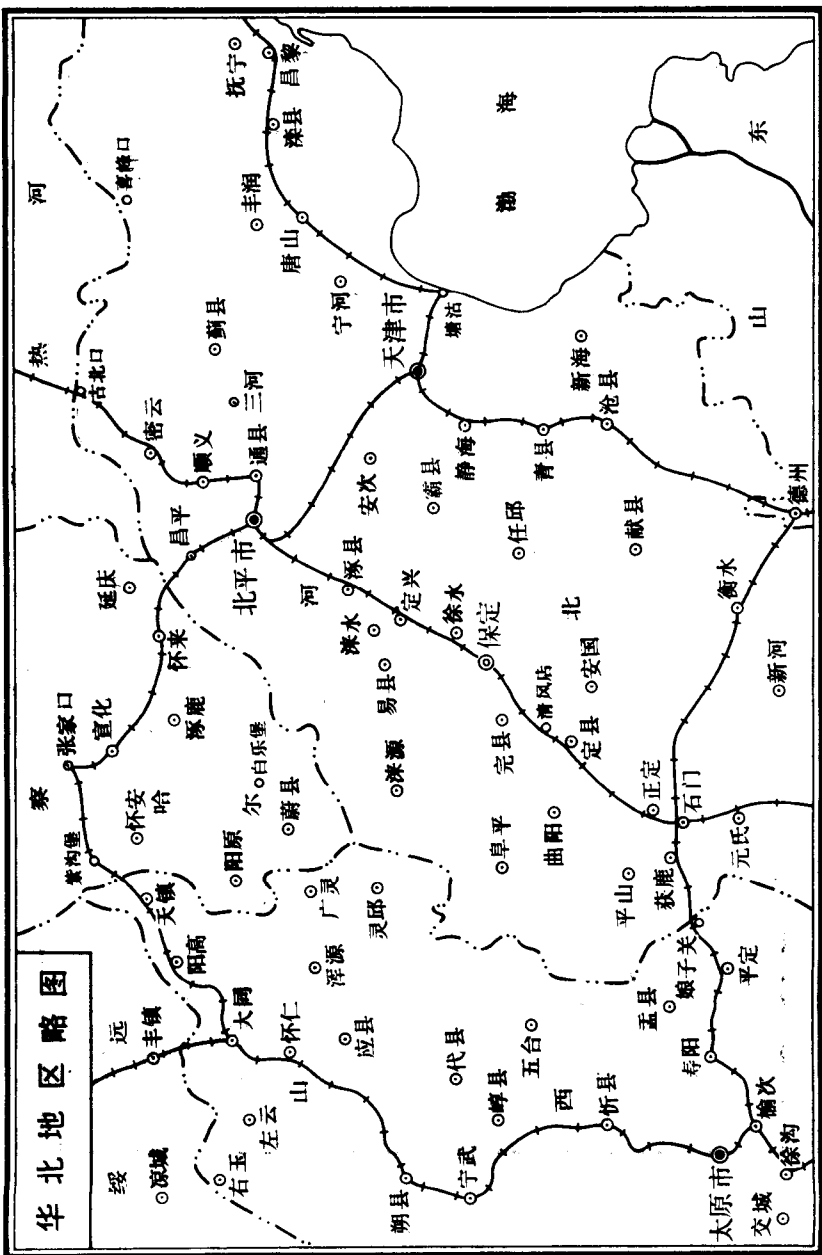 华北地区略图
绥
远
察
哈
尔
热
河
河
北
山
西
山
东
渤
海
凉城
丰镇
右玉
左云
大同
怀仁
阳高
天镇
柴沟堡
张家口
宣化
怀安
阳原
蔚县
白乐堡
涿鹿
怀来
延庆
昌平
北平市
顺义
密云
古北口
通县
三河
蓟县
喜峰口
丰润
唐山
滦县
昌黎
抚宁
宁河
天津市
塘沽
安次
霸县
静海
青县
沧县
新海
任邱
献县
德州
衡水
新河
涿县
涞水
定兴
易县
徐水
保定
涞源
完县
清风店
安国
定县
阜平
曲阳
正定
石门
元氏
平山
获鹿
娘子关
平定
盂县
寿阳
榆次
徐沟
太原市
交城
忻县
五台
代县
崞县
宁武
朔县
应县
浑源
广灵
灵邱